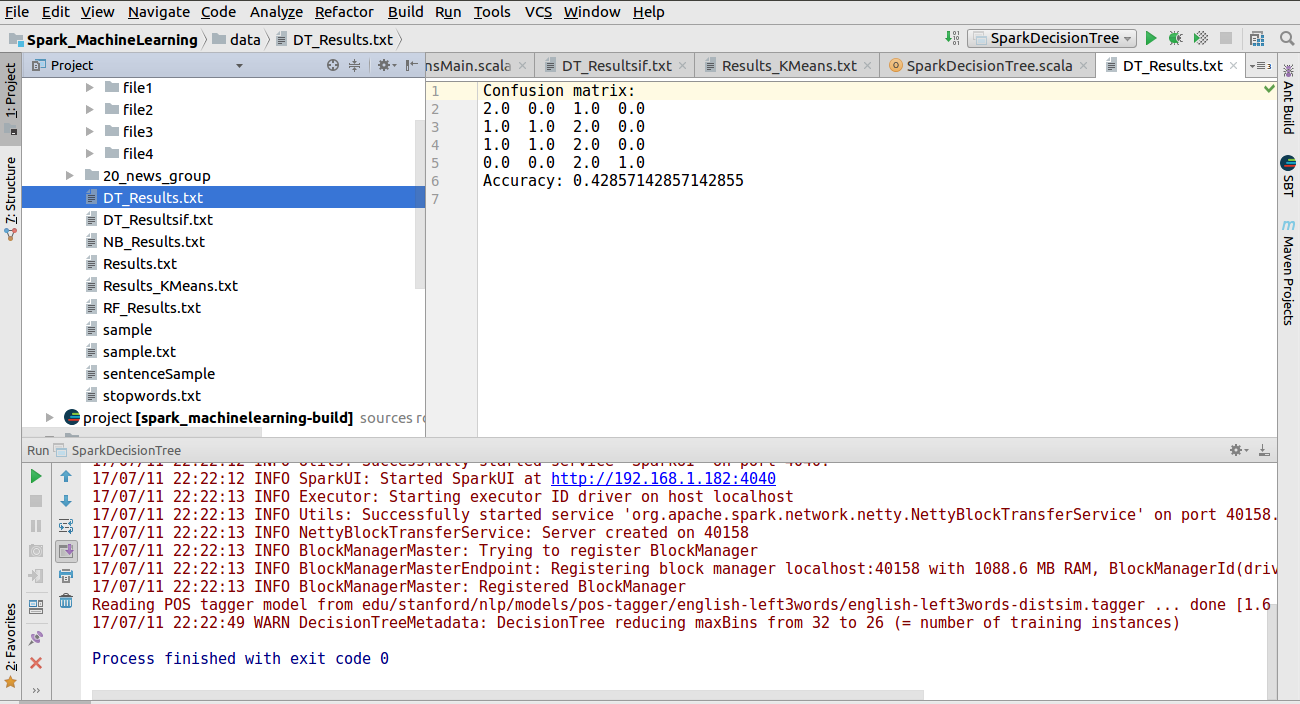 File Edit View Navigate Code Analyze Refactor Build Run Tools VCS Window Help
Spark_MachineLearning data DT_Results.txt SparkDecisionTree
1: Project
7: Structure
2: Favorites
Project
nsMain.scala DT_Resultsif.txt Results_KMeans.txt SparkDecisionTree.scala DT_Results.txt
file1
file2
file3
file4
20_news_group
DT_Results.txt
DT_Resultsif.txt
NB_Results.txt
Results.txt
Results_KMeans.txt
RF_Results.txt
sample
sample.txt
sentenceSample
stopwords.txt
project [spark_machinelearning-build] sources ro
1 Confusion matrix:
2 2.0 0.0 1.0 0.0
3 1.0 1.0 2.0 0.0
4 1.0 1.0 2.0 0.0
5 0.0 0.0 2.0 1.0
6 Accuracy: 0.42857142857142855
7
Ant Build
SBT
Maven Projects
Run SparkDecisionTree
17/07/11 22:22:12 INFO Utils: Successfully started service 'SparkUI' on port 4040.
17/07/11 22:22:12 INFO SparkUI: Started SparkUI at http://192.168.1.182:4040
17/07/11 22:22:13 INFO Executor: Starting executor ID driver on host localhost
17/07/11 22:22:13 INFO Utils: Successfully started service 'org.apache.spark.network.netty.NettyBlockTransferService' on port 40158.
17/07/11 22:22:13 INFO NettyBlockTransferService: Server created on 40158
17/07/11 22:22:13 INFO BlockManagerMaster: Trying to register BlockManager
17/07/11 22:22:13 INFO BlockManagerMasterEndpoint: Registering block manager localhost:40158 with 1088.6 MB RAM, BlockManagerId(driv
17/07/11 22:22:13 INFO BlockManagerMaster: Registered BlockManager
Reading POS tagger model from edu/stanford/nlp/models/pos-tagger/english-left3words/english-left3words-distsim.tagger ... done [1.6
17/07/11 22:22:49 WARN DecisionTreeMetadata: DecisionTree reducing maxBins from 32 to 26 (= number of training instances)
Process finished with exit code 0